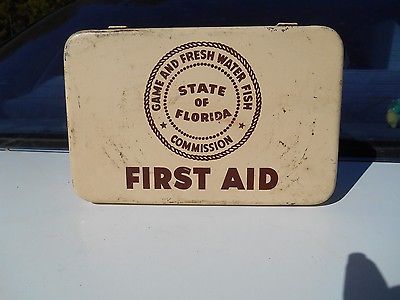 GAME AND FRESH WATER FISH
COMMISSION
STATE
OF
FLORIDA
FIRST AID